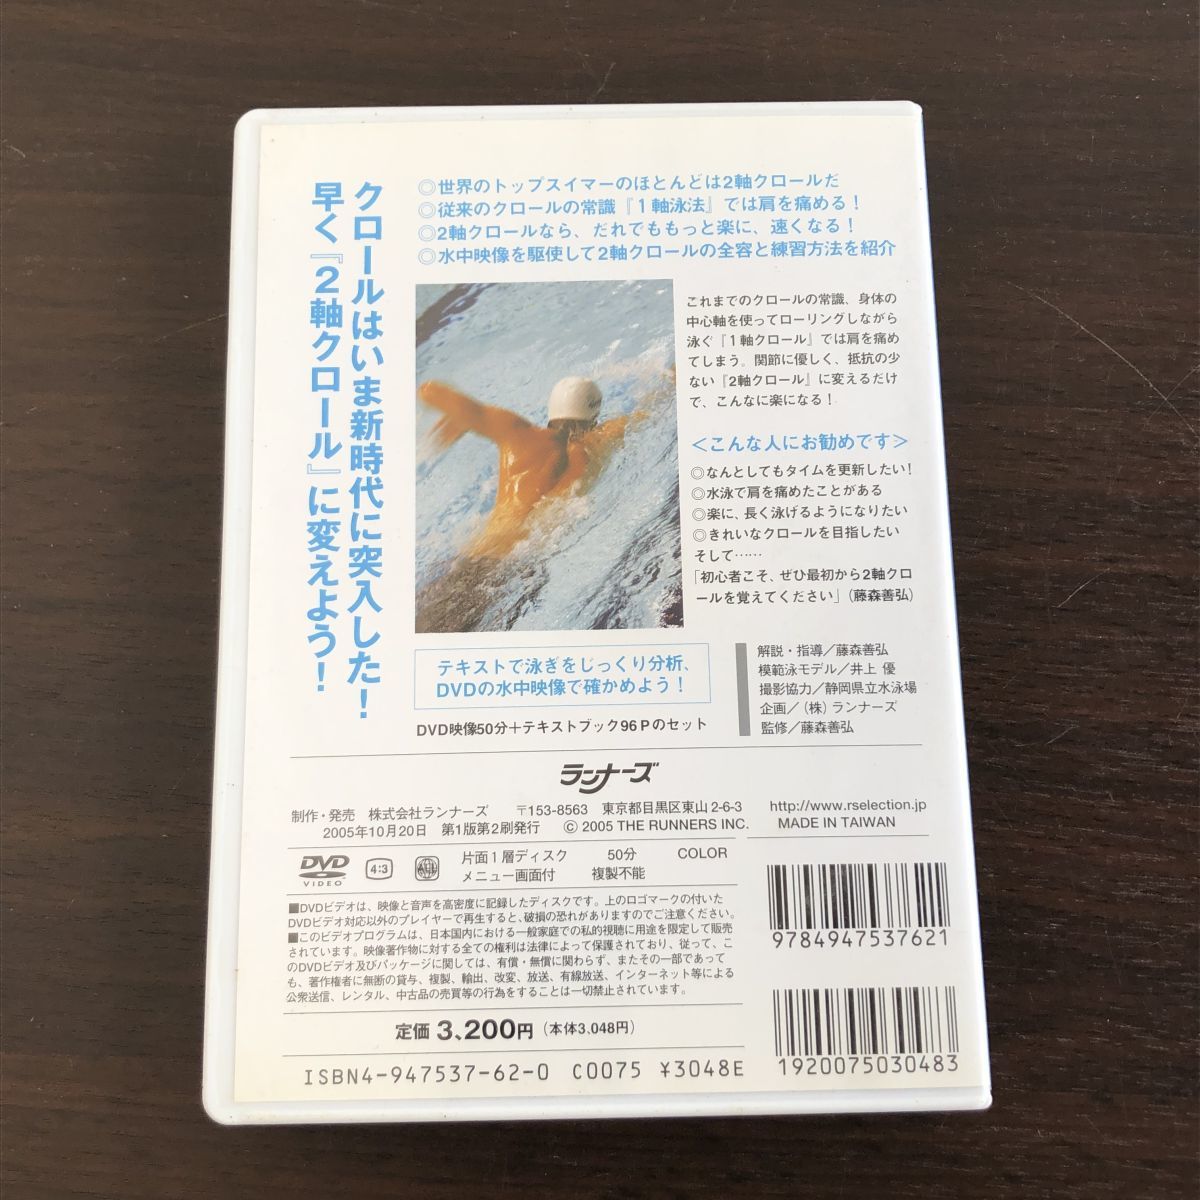 クロールはいま新時代に突入した！
早く『2軸クロール』に変えよう！
◎世界のトップスイマーのほとんどは2軸クロールだ
◎従来のクロールの常識『１軸泳法』では肩を痛める！
◎2軸クロールなら、だれでももっと楽に、速くなる！
◎水中映像を駆使して2軸クロールの全容と練習方法を紹介
これまでのクロールの常識、身体の
中心軸を使ってローリングしながら
泳ぐ『１軸クロール』では肩を痛め
てしまう。関節に優しく、抵抗の少
ない『2軸クロール』に変えるだけ
で、こんなに楽になる！
＜こんな人にお勧めです＞
◎なんとしてもタイムを更新したい！
◎水泳で肩を痛めたことがある
◎楽に、長く泳げるようになりたい
◎きれいなクロールを目指したい
そして……
「初心者こそ、ぜひ最初から2軸クロ
ールを覚えてください」（藤森善弘）
テキストで泳ぎをじっくり分析、
DVDの水中映像で確かめよう！
DVD映像50分＋テキストブック96Ｐのセット
解説・指導／藤森善弘
模範泳モデル／井上 優
撮影協力／静岡県立水泳場
企画／（株）ランナーズ
監修／藤森善弘
ランナーズ
制作・発売 株式会社ランナーズ 〒153-8563 東京都目黒区東山2-6-3
2005年10月20日 第1版第2刷発行 © 2005 THE RUNNERS INC.
http://www.rselection.jp
MADE IN TAIWAN
DVD VIDEO 4:3 ALL
片面１層ディスク 50分 COLOR
メニュー画面付 複製不能
■DVDビデオは、映像と音声を高密度に記録したディスクです。上のロゴマークの付いた
DVDビデオ対応以外のプレイヤーで再生すると、破損の恐れがありますのでご注意ください。
■このビデオプログラムは、日本国内における一般家庭での私的視聴に用途を限定して販売
されています。映像著作物に対する全ての権利は法律によって保護されており、従って、こ
のDVDビデオ及びパッケージに関しては、有償・無償に関わらず、またその一部であって
も、著作権者に無断の貸与、複製、輸出、改変、放送、有線放送、インターネット等による
公衆送信、レンタル、中古品の売買等の行為をすることは一切禁止されています。
定価 3,200円（本体3,048円）
ISBN4-947537-62-0 C0075 ¥3048E
9784947537621
1920075030483